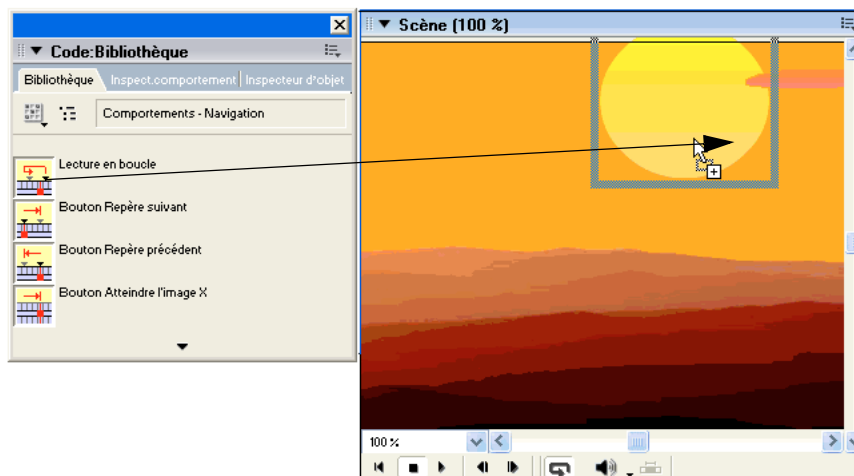 Code:Bibliothèque
Bibliothèque Inspect.comportement Inspecteur d'objet
Comportements - Navigation
Lecture en boucle
Bouton Repère suivant
Bouton Repère précédent
Bouton Atteindre l'image X
Scène (100 %)
100 %